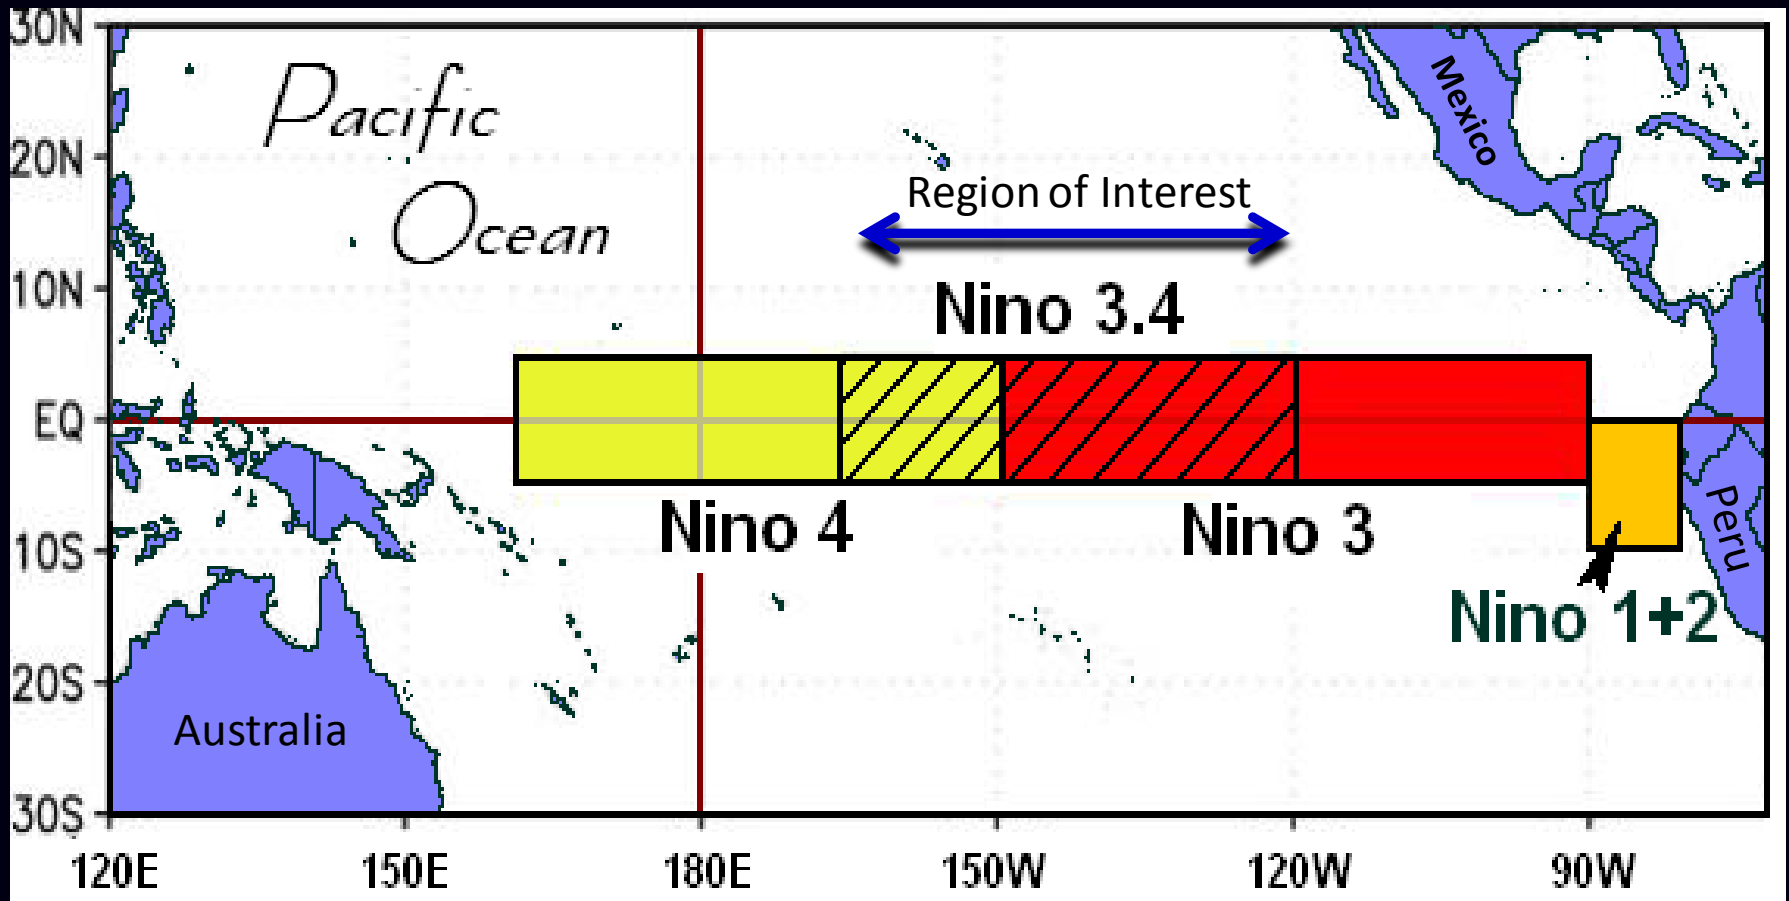 30N
Pacific
Ocean
Mexico
20N
Region of Interest
10N
Nino 3.4
EQ
Nino 4
Nino 3
Peru
10S
Nino 1+2
20S
Australia
30S
120E 150E 180E 150W 120W 90W